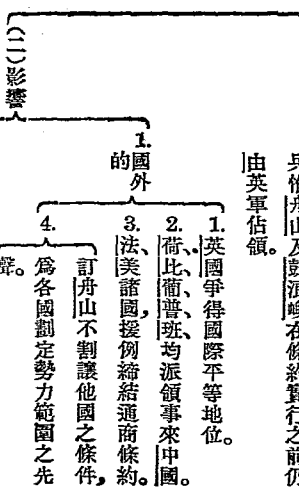 兵惟舟山及鼓浪嶼在條約實行之前仍
由英軍佔領。
(二)影響
1.國外的
1.英國爭得國際平等地位。
2.荷、比、葡、普、班、均派領事來中國。
3.法、美諸國,援例締結通商條約。
訂舟山不割讓他國之條件,
4.爲各國劃定勢力範圍之先
聲。